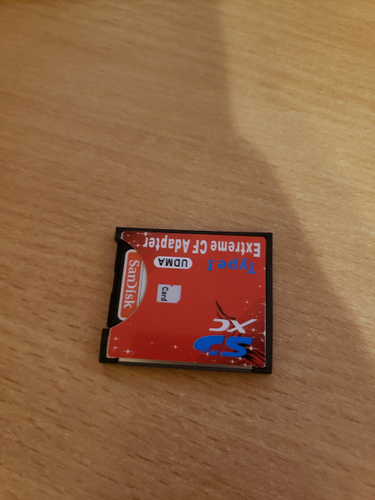 Extreme CF Adapter
Type I
UDMA
SanDisk
Card
XC
SD